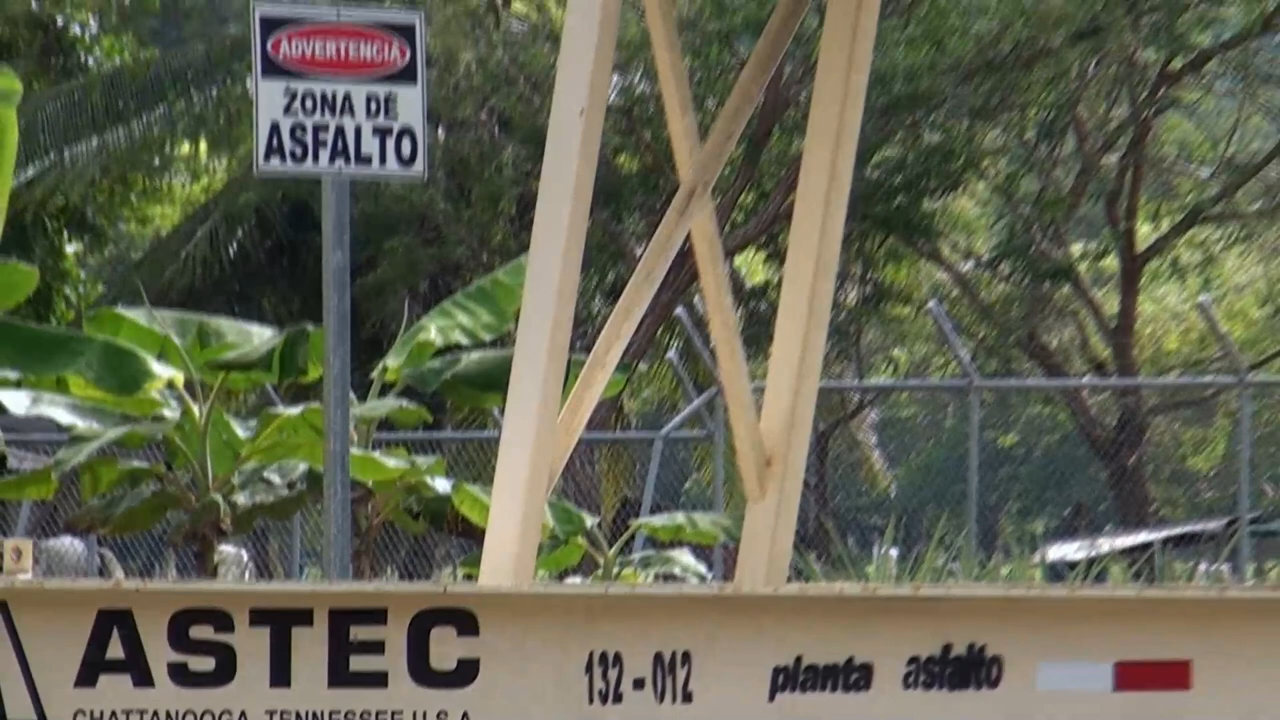 ADVERTENCIA
ZONA DE
ASFALTO
ASTEC
CHATTANOOGA, TENNESSEE U.S.A.
132-012
planta asfalto